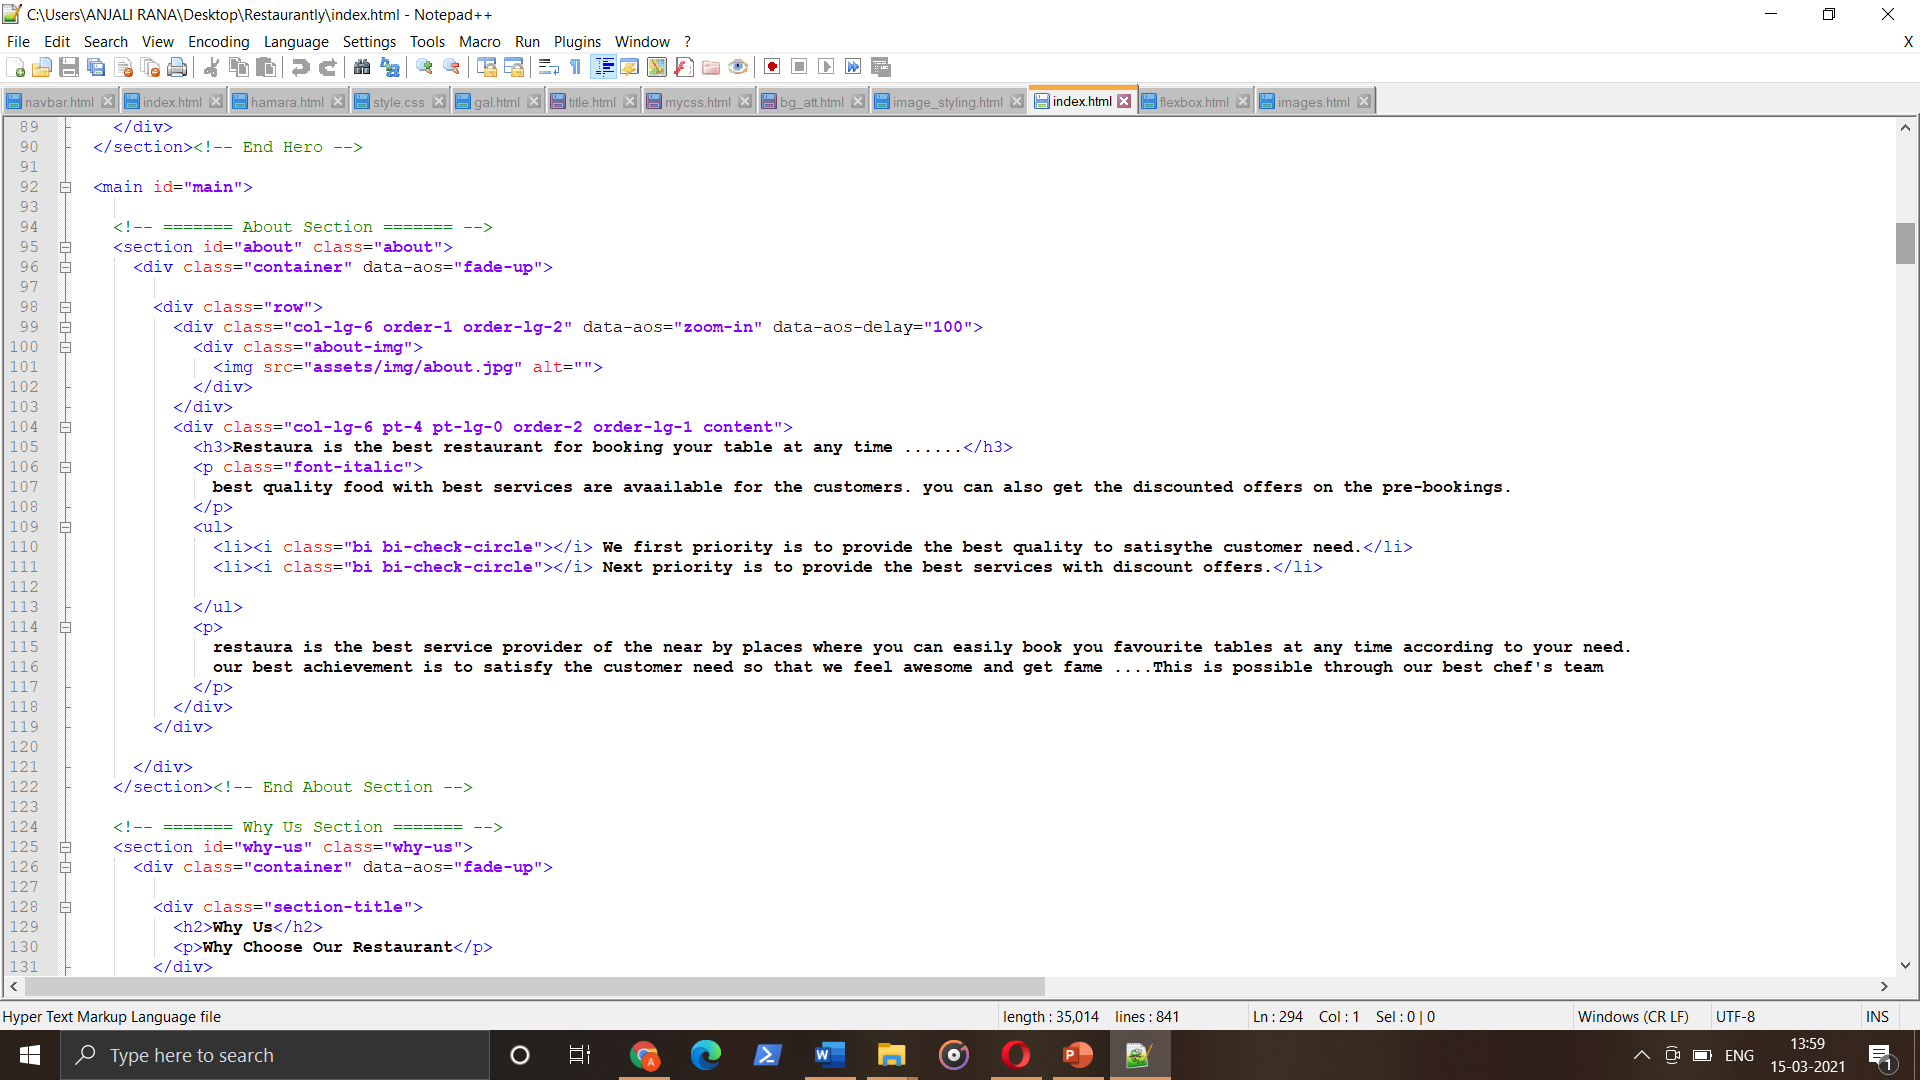 C:\Users\ANJALI RANA\Desktop\Restaurantly\index.html - Notepad++
File Edit Search View Encoding Language Settings Tools Macro Run Plugins Window ? X
navbar.html index.html hamara.html style.css gal.html title.html mycss.html bg_att.html image_styling.html index.html flexbox.html images.html
89 </div>
90 </section><!-- End Hero -->
91
92 <main id="main">
93
94 <!-- ======= About Section ======= -->
95 <section id="about" class="about">
96 <div class="container" data-aos="fade-up">
97
98 <div class="row">
99 <div class="col-lg-6 order-1 order-lg-2" data-aos="zoom-in" data-aos-delay="100">
100 <div class="about-img">
101 <img src="assets/img/about.jpg" alt="">
102 </div>
103 </div>
104 <div class="col-lg-6 pt-4 pt-lg-0 order-2 order-lg-1 content">
105 <h3>Restaura is the best restaurant for booking your table at any time ......</h3>
106 <p class="font-italic">
107 best quality food with best services are avaailable for the customers. you can also get the discounted offers on the pre-bookings.
108 </p>
109 <ul>
110 <li><i class="bi bi-check-circle"></i> We first priority is to provide the best quality to satisythe customer need.</li>
111 <li><i class="bi bi-check-circle"></i> Next priority is to provide the best services with discount offers.</li>
112
113 </ul>
114 <p>
115 restaura is the best service provider of the near by places where you can easily book you favourite tables at any time according to your need.
116 our best achievement is to satisfy the customer need so that we feel awesome and get fame ....This is possible through our best chef's team
117 </p>
118 </div>
119 </div>
120
121 </div>
122 </section><!-- End About Section -->
123
124 <!-- ======= Why Us Section ======= -->
125 <section id="why-us" class="why-us">
126 <div class="container" data-aos="fade-up">
127
128 <div class="section-title">
129 <h2>Why Us</h2>
130 <p>Why Choose Our Restaurant</p>
131 </div>
Hyper Text Markup Language file length : 35,014 lines : 841 Ln : 294 Col : 1 Sel : 0 | 0 Windows (CR LF) UTF-8 INS
Type here to search ENG 13:59
15-03-2021 1